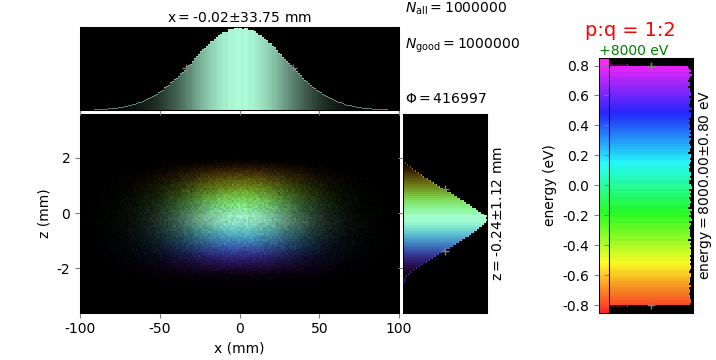 N_all = 1000000
x = -0.02±33.75 mm
p:q = 1:2
N_good = 1000000
+8000 eV
Φ = 416997
z (mm)
2
0
-2
-100
-50
0
50
100
x (mm)
z = -0.24±1.12 mm
energy (eV)
0.8
0.6
0.4
0.2
0.0
-0.2
-0.4
-0.6
-0.8
energy = 8000.00±0.80 eV